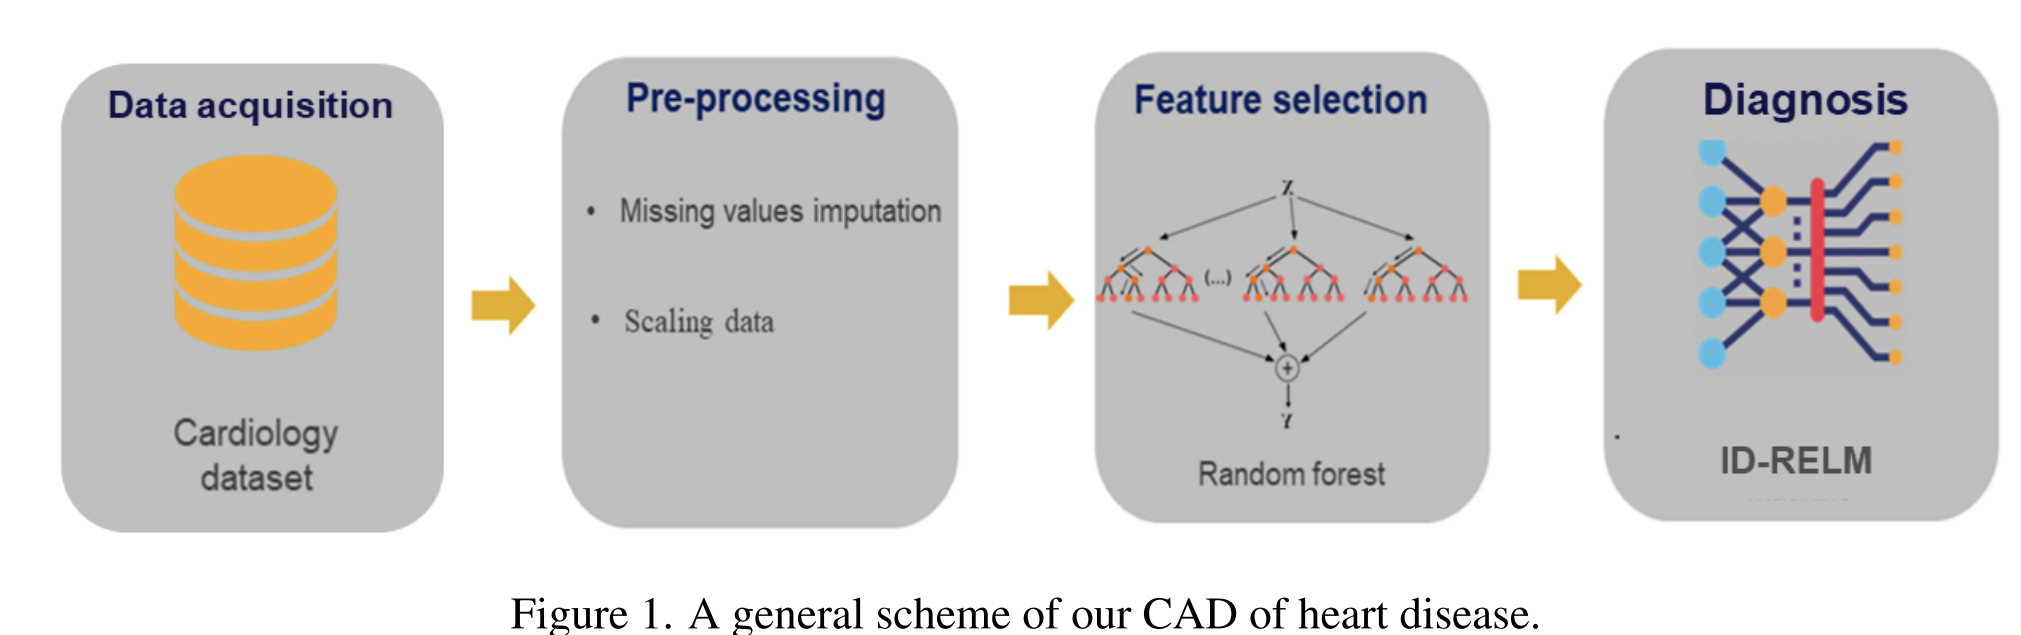 Data acquisition
Cardiology
dataset
Pre-processing
• Missing values imputation
• Scaling data
Feature selection
χ
(...)
+
Random forest
Diagnosis
ID-RELM
Figure 1. A general scheme of our CAD of heart disease.